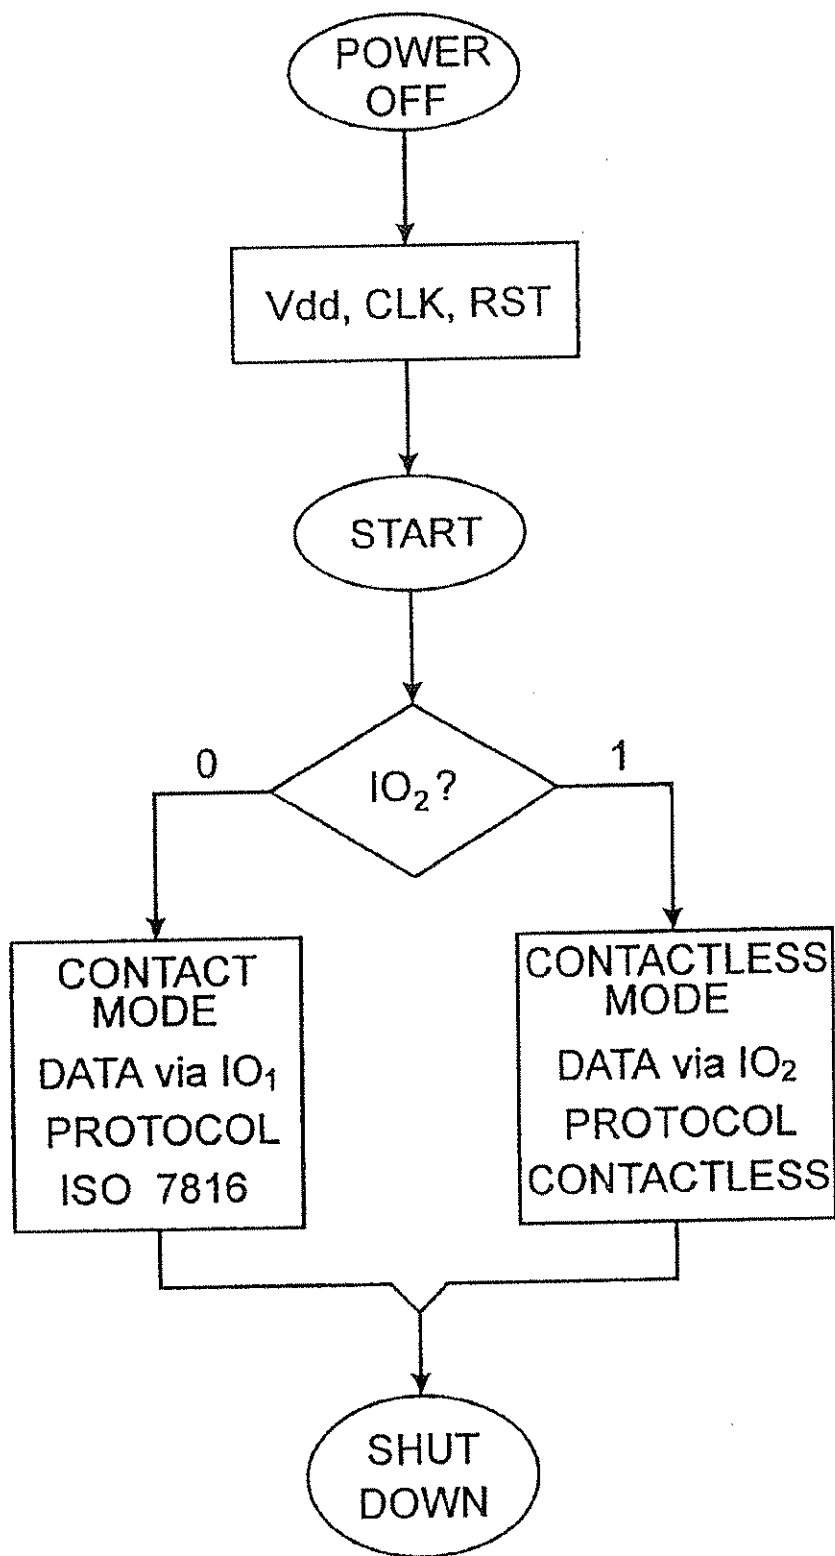 POWER
OFF
Vdd, CLK, RST
START
IO₂?
0
1
CONTACT
MODE
DATA via IO₁
PROTOCOL
ISO 7816
CONTACTLESS
MODE
DATA via IO₂
PROTOCOL
CONTACTLESS
SHUT
DOWN